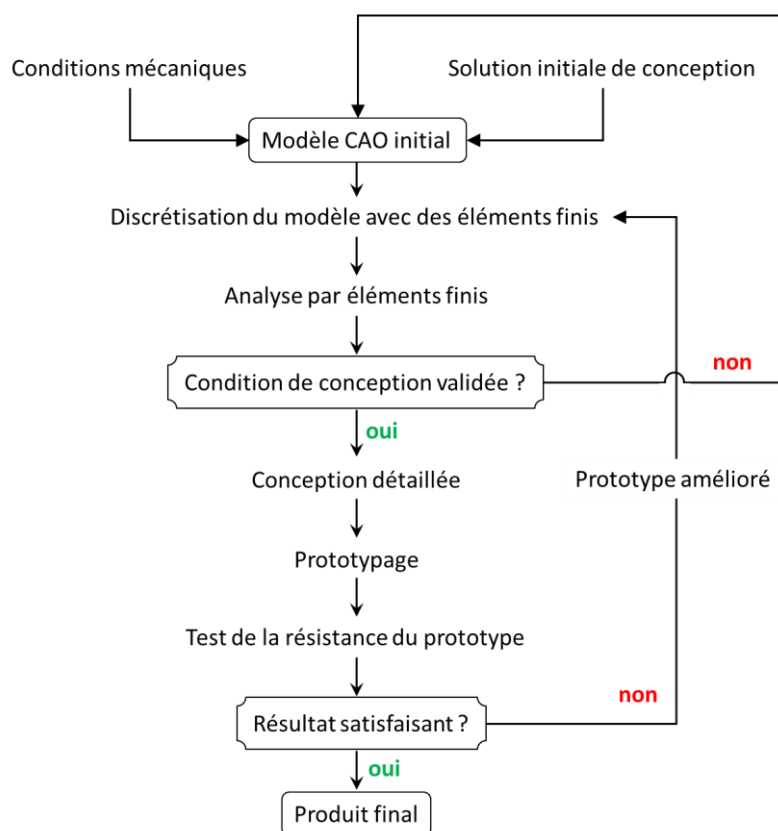 Conditions mécaniques
Solution initiale de conception
Modèle CAO initial
Discrétisation du modèle avec des éléments finis
Analyse par éléments finis
non
Condition de conception validée ?
oui
Conception détaillée
Prototype amélioré
Prototypage
Test de la résistance du prototype
non
Résultat satisfaisant ?
oui
Produit final